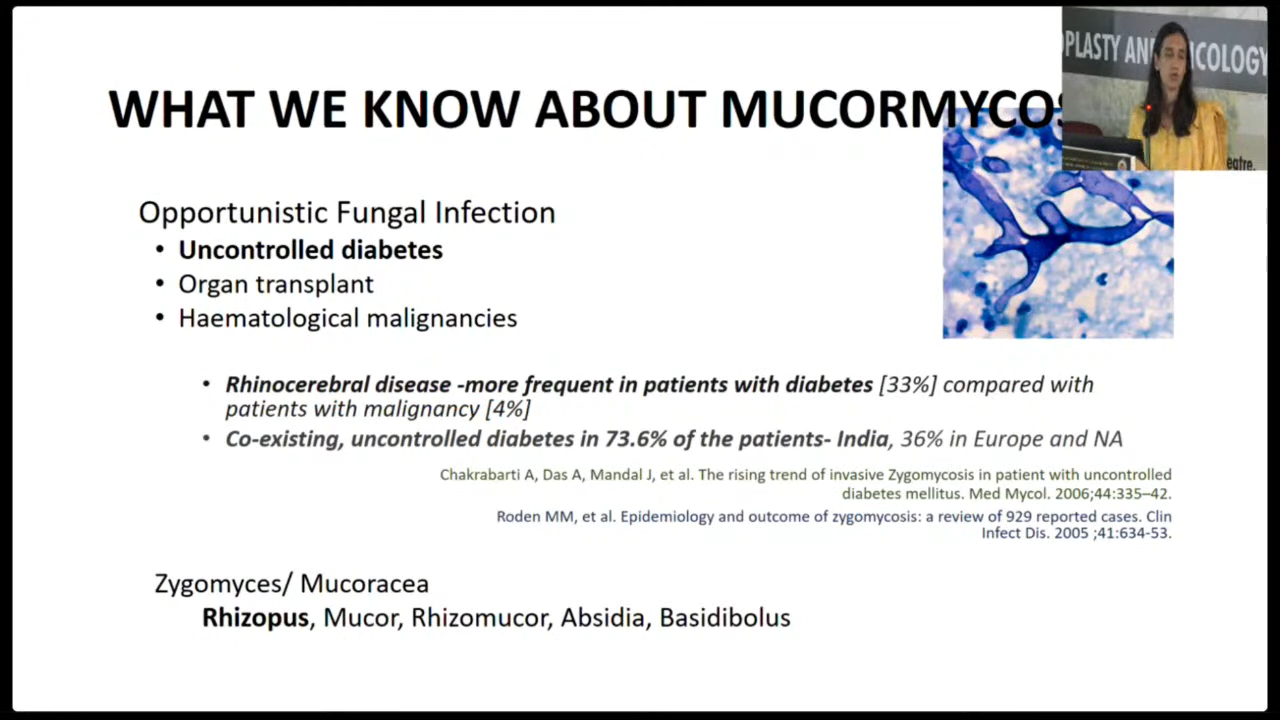 WHAT WE KNOW ABOUT MUCORMYCOS
PLASTY AN
COLOGY
eatre.
Opportunistic Fungal Infection
• Uncontrolled diabetes
• Organ transplant
• Haematological malignancies
• Rhinocerebral disease -more frequent in patients with diabetes [33%] compared with
patients with malignancy [4%]
• Co-existing, uncontrolled diabetes in 73.6% of the patients- India, 36% in Europe and NA
Chakrabarti A, Das A, Mandal J, et al. The rising trend of invasive Zygomycosis in patient with uncontrolled
diabetes mellitus. Med Mycol. 2006;44:335–42.
Roden MM, et al. Epidemiology and outcome of zygomycosis: a review of 929 reported cases. Clin
Infect Dis. 2005 ;41:634-53.
Zygomyces/ Mucoracea
Rhizopus, Mucor, Rhizomucor, Absidia, Basidibolus